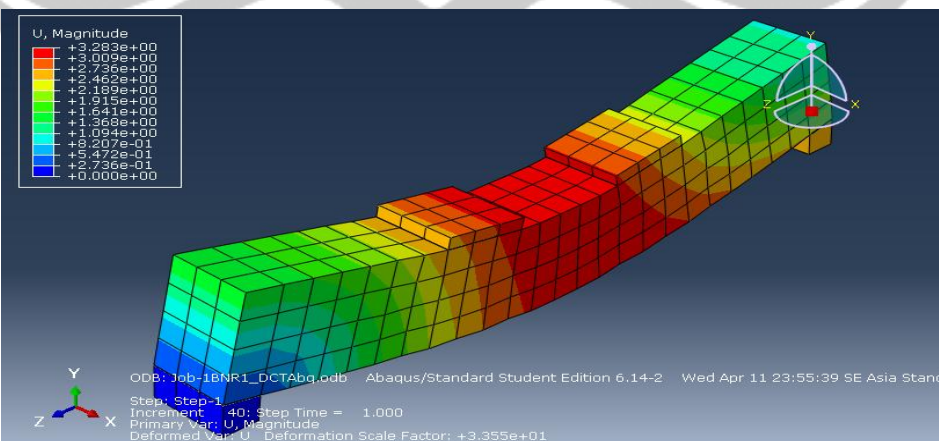 U, Magnitude
+3.283e+00
+3.009e+00
+2.736e+00
+2.462e+00
+2.189e+00
+1.915e+00
+1.641e+00
+1.368e+00
+1.094e+00
+8.207e-01
+5.472e-01
+2.736e-01
+0.000e+00
Y
Z X
Y
Z X
ODB: Job-1BNR1_DCTAbq.odb Abaqus/Standard Student Edition 6.14-2 Wed Apr 11 23:55:39 SE Asia Stan
Step: Step-1
Increment 40: Step Time = 1.000
Primary Var: U, Magnitude
Deformed Var: U Deformation Scale Factor: +3.355e+01